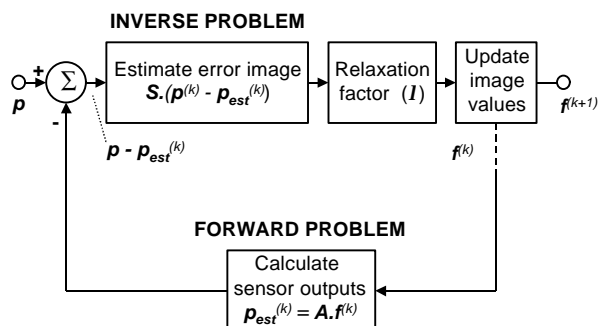 INVERSE PROBLEM
+
Σ
p
-
Estimate error image
S.(p^(k) - p_est^(k))
Relaxation
factor (l)
Update
image
values
f^(k+1)
p - p_est^(k)
f^(k)
FORWARD PROBLEM
Calculate
sensor outputs
p_est^(k) = A.f^(k)